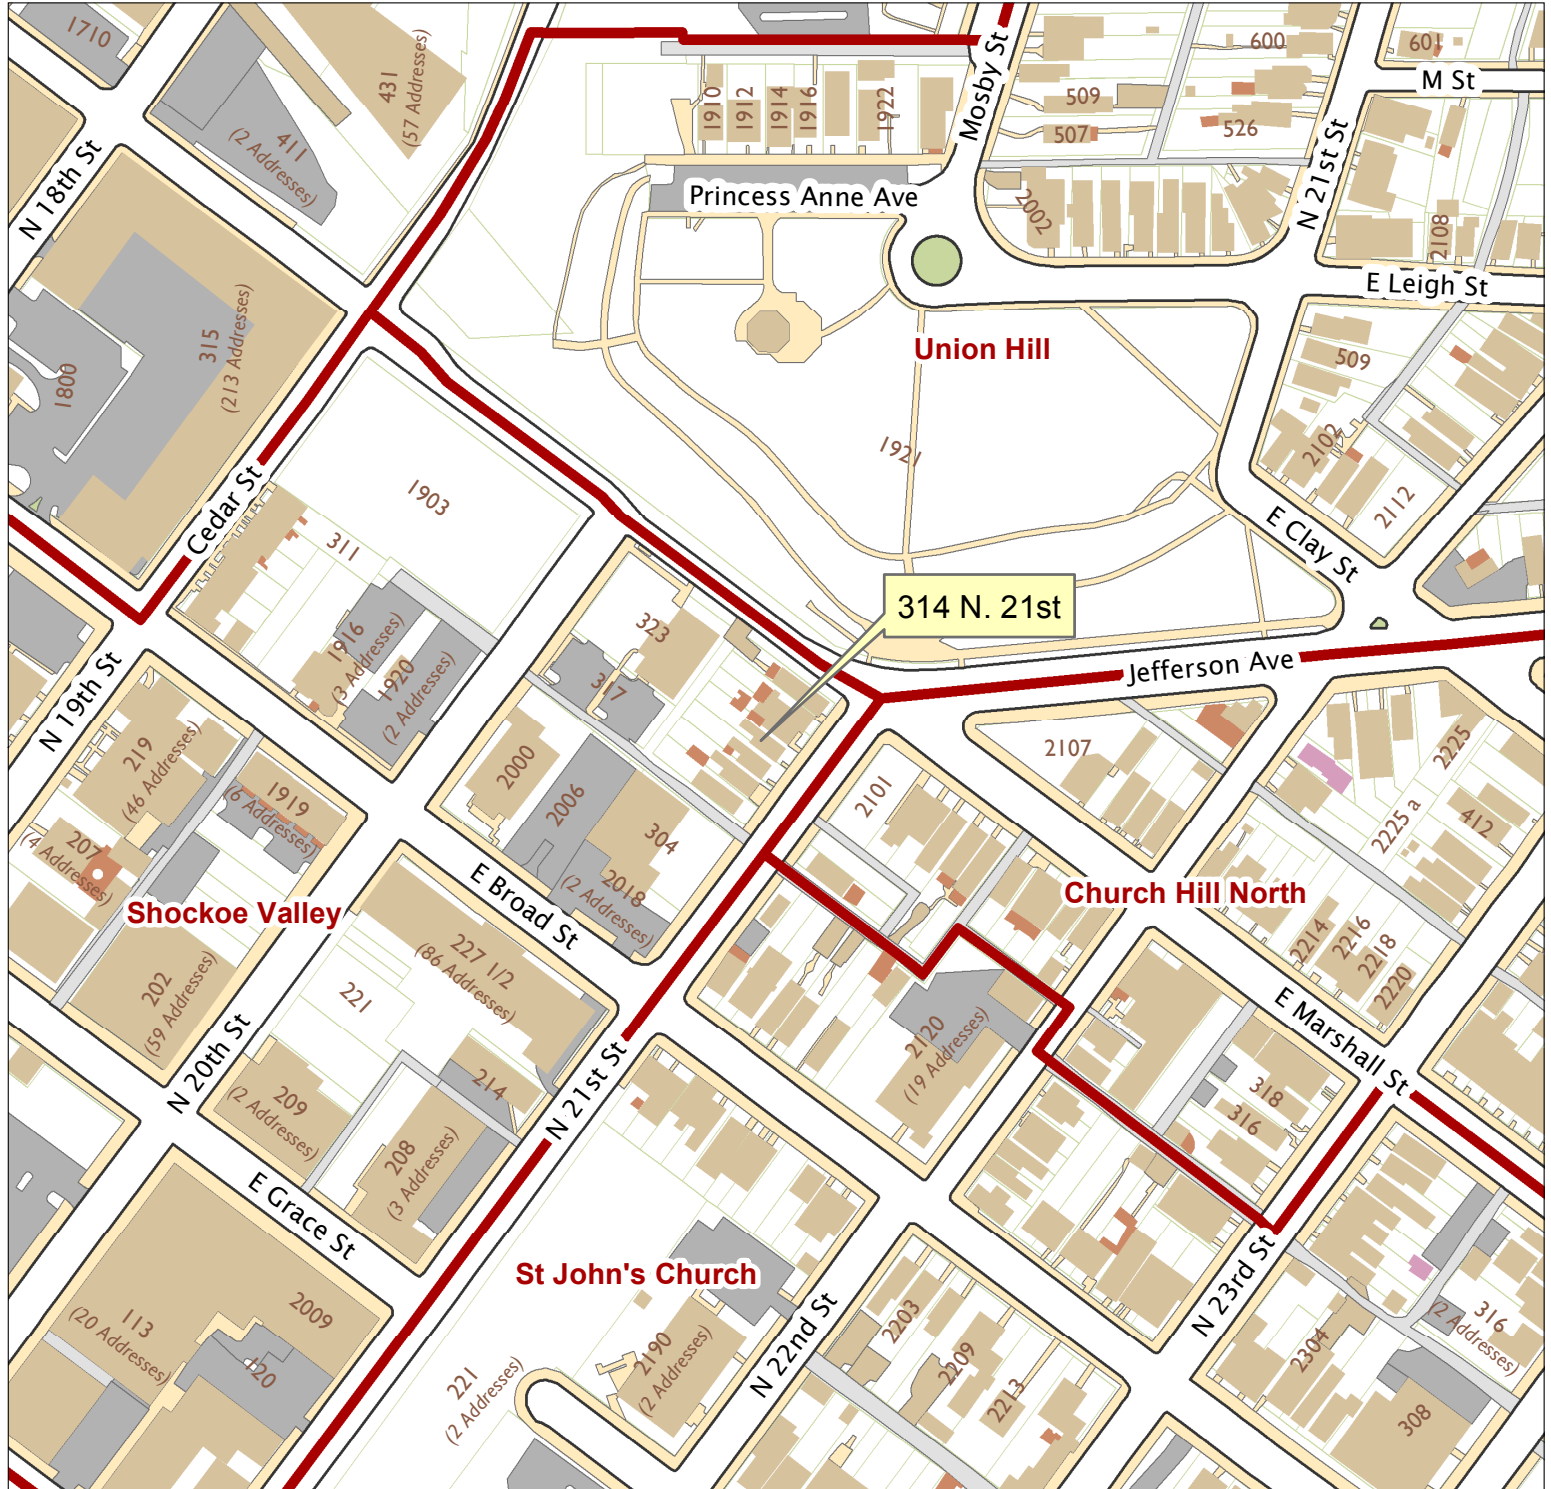 1710
431
(57 Addresses)
411
(2 Addresses)
N 18th St
1910
1912
1914
1916
1922
Mosby St
509
507
600
526
601
M St
N 21st St
Princess Anne Ave
2002
2108
E Leigh St
315
(213 Addresses)
1800
Union Hill
509
2102
2112
1921
E Clay St
1903
Cedar St
311
314 N. 21st
Jefferson Ave
1916
(3 Addresses)
1920
(2 Addresses)
323
317
N 19th St
219
(46 Addresses)
1919
(6 Addresses)
207
(4 Addresses)
2000
2006
304
2018
(2 Addresses)
2101
2107
2225
2225 a
412
E Broad St
Shockoe Valley
Church Hill North
2214
2216
2218
2220
202
(59 Addresses)
227 1/2
(86 Addresses)
221
N 20th St
209
(2 Addresses)
214
208
(3 Addresses)
N 21st St
2120
(19 Addresses)
E Marshall St
318
316
E Grace St
113
(20 Addresses)
2009
120
St John's Church
221
(2 Addresses)
2190
(2 Addresses)
N 22nd St
2203
2209
2213
N 23rd St
2304
316
(2 Addresses)
308